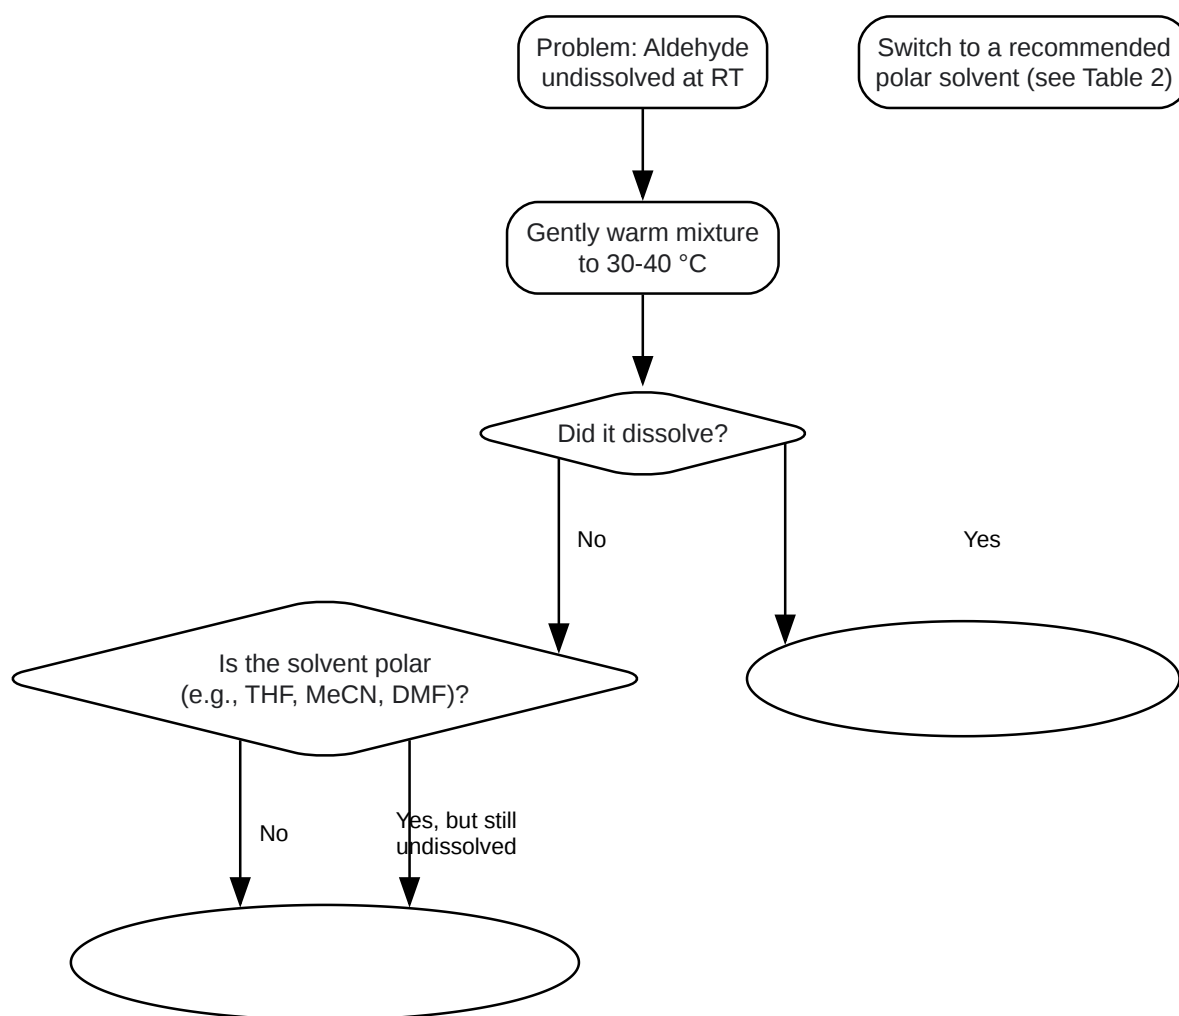 Problem: Aldehyde
undissolved at RT
Switch to a recommended
polar solvent (see Table 2)
Gently warm mixture
to 30-40 °C
Did it dissolve?
No
Yes
Is the solvent polar
(e.g., THF, MeCN, DMF)?
No
Yes, but still
undissolved